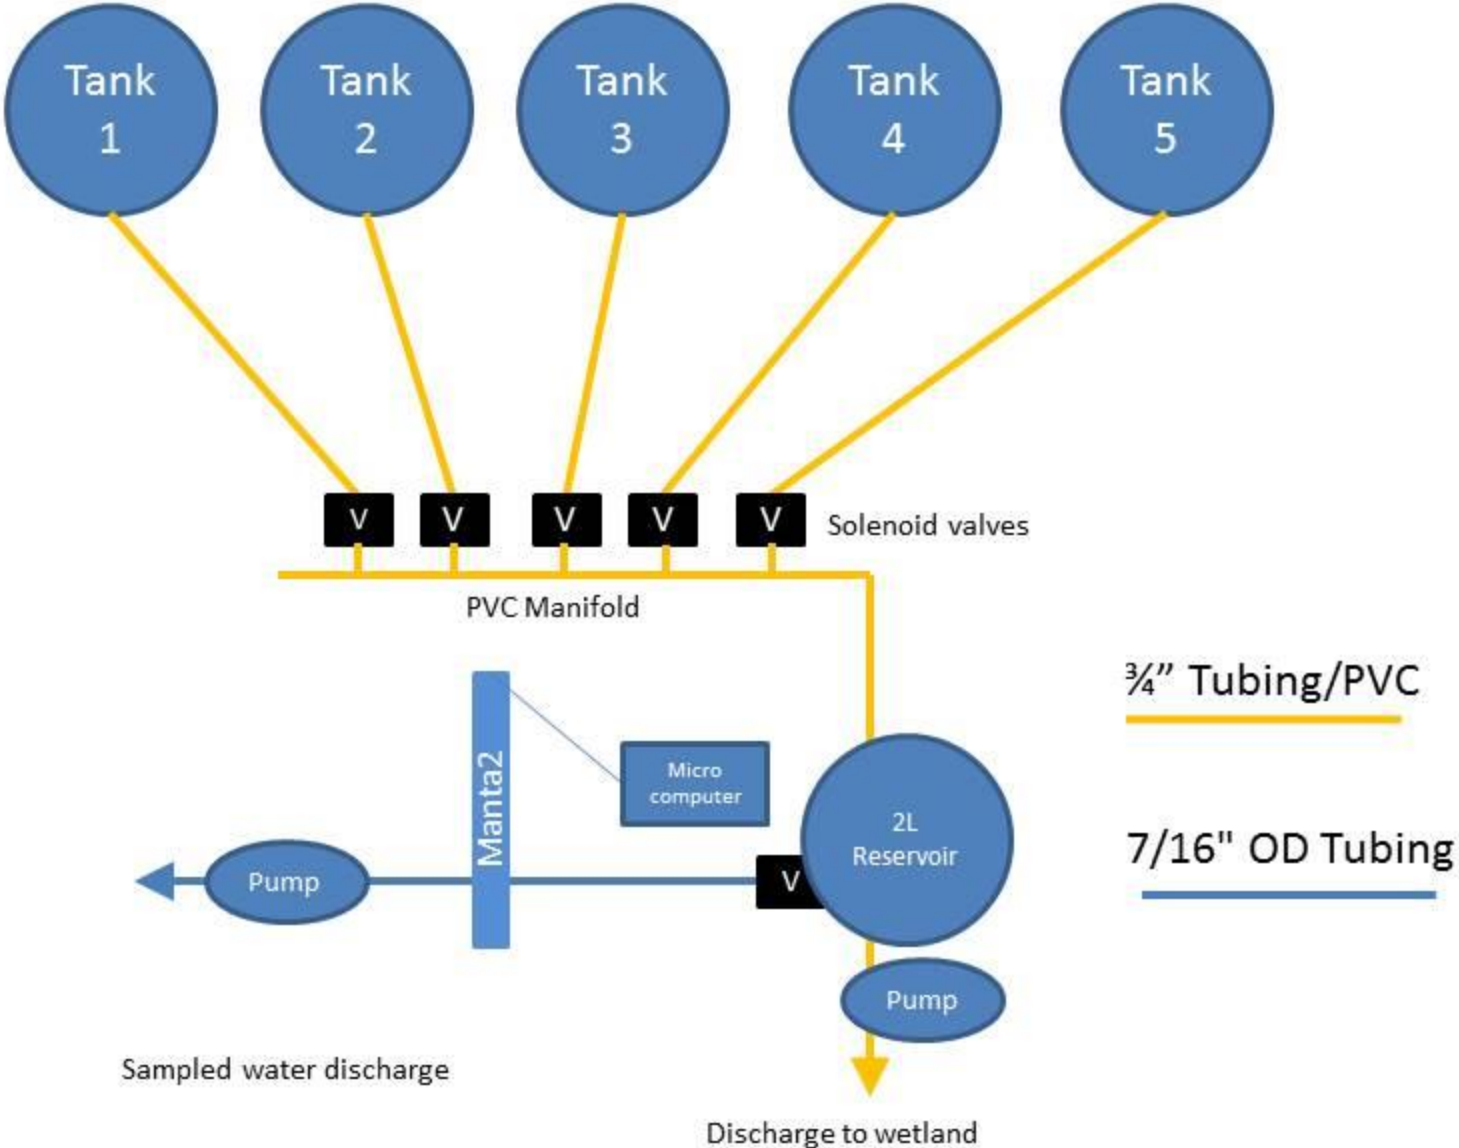 Tank
1
Tank
2
Tank
3
Tank
4
Tank
5
v
V
V
V
V
Solenoid valves
PVC Manifold
¾” Tubing/PVC
Manta2
Micro
computer
2L
Reservoir
7/16" OD Tubing
Pump
V
Pump
Sampled water discharge
Discharge to wetland